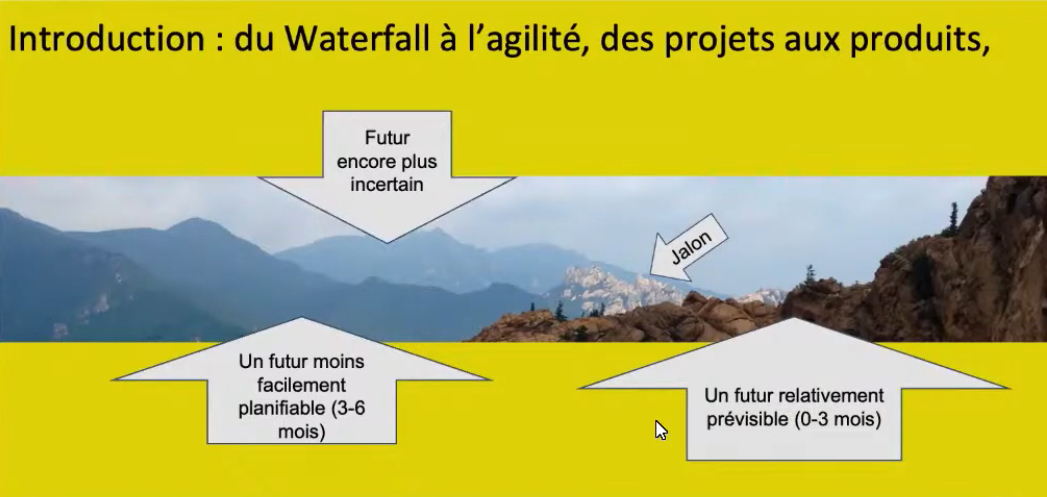 Introduction : du Waterfall à l'agilité, des projets aux produits,
Futur
encore plus
incertain
Jalon
Un futur moins
facilement
planifiable (3-6
mois)
Un futur relativement
prévisible (0-3 mois)